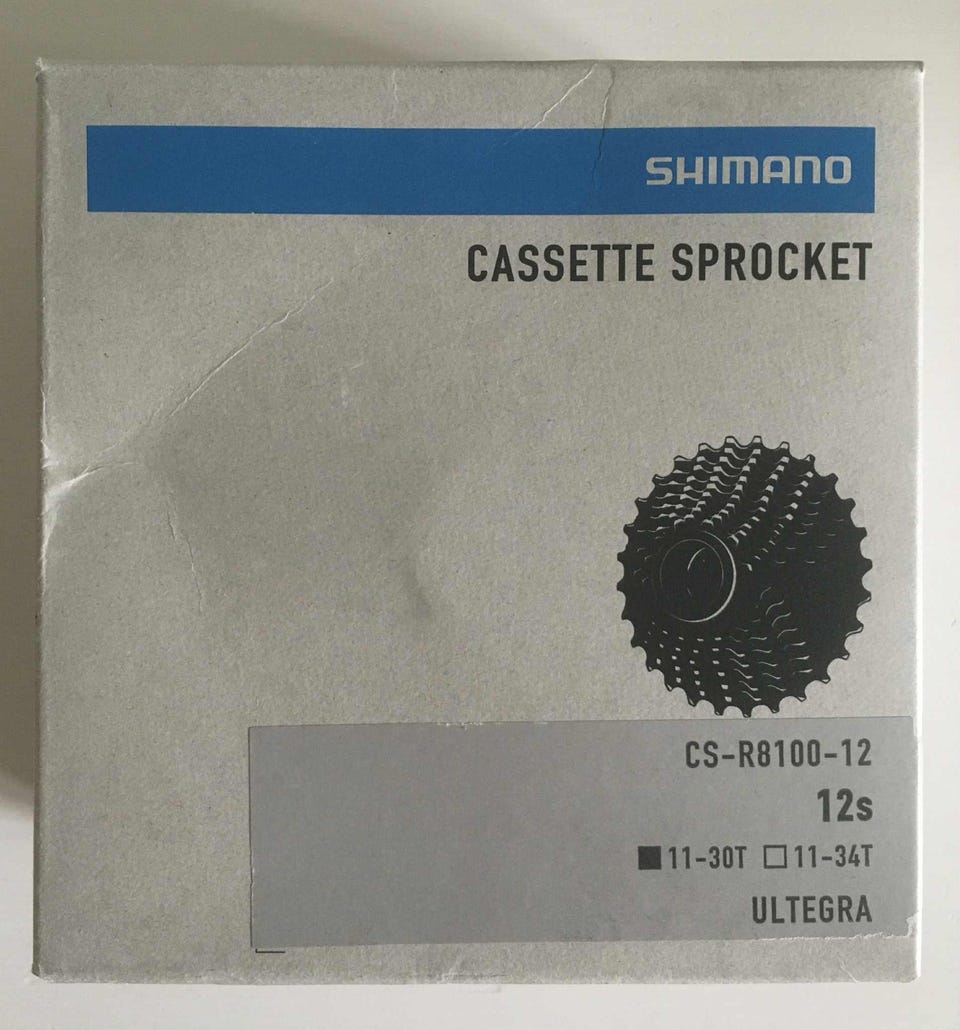 SHIMANO
CASSETTE SPROCKET
CS-R8100-12
12s
■11-30T □11-34T
ULTEGRA